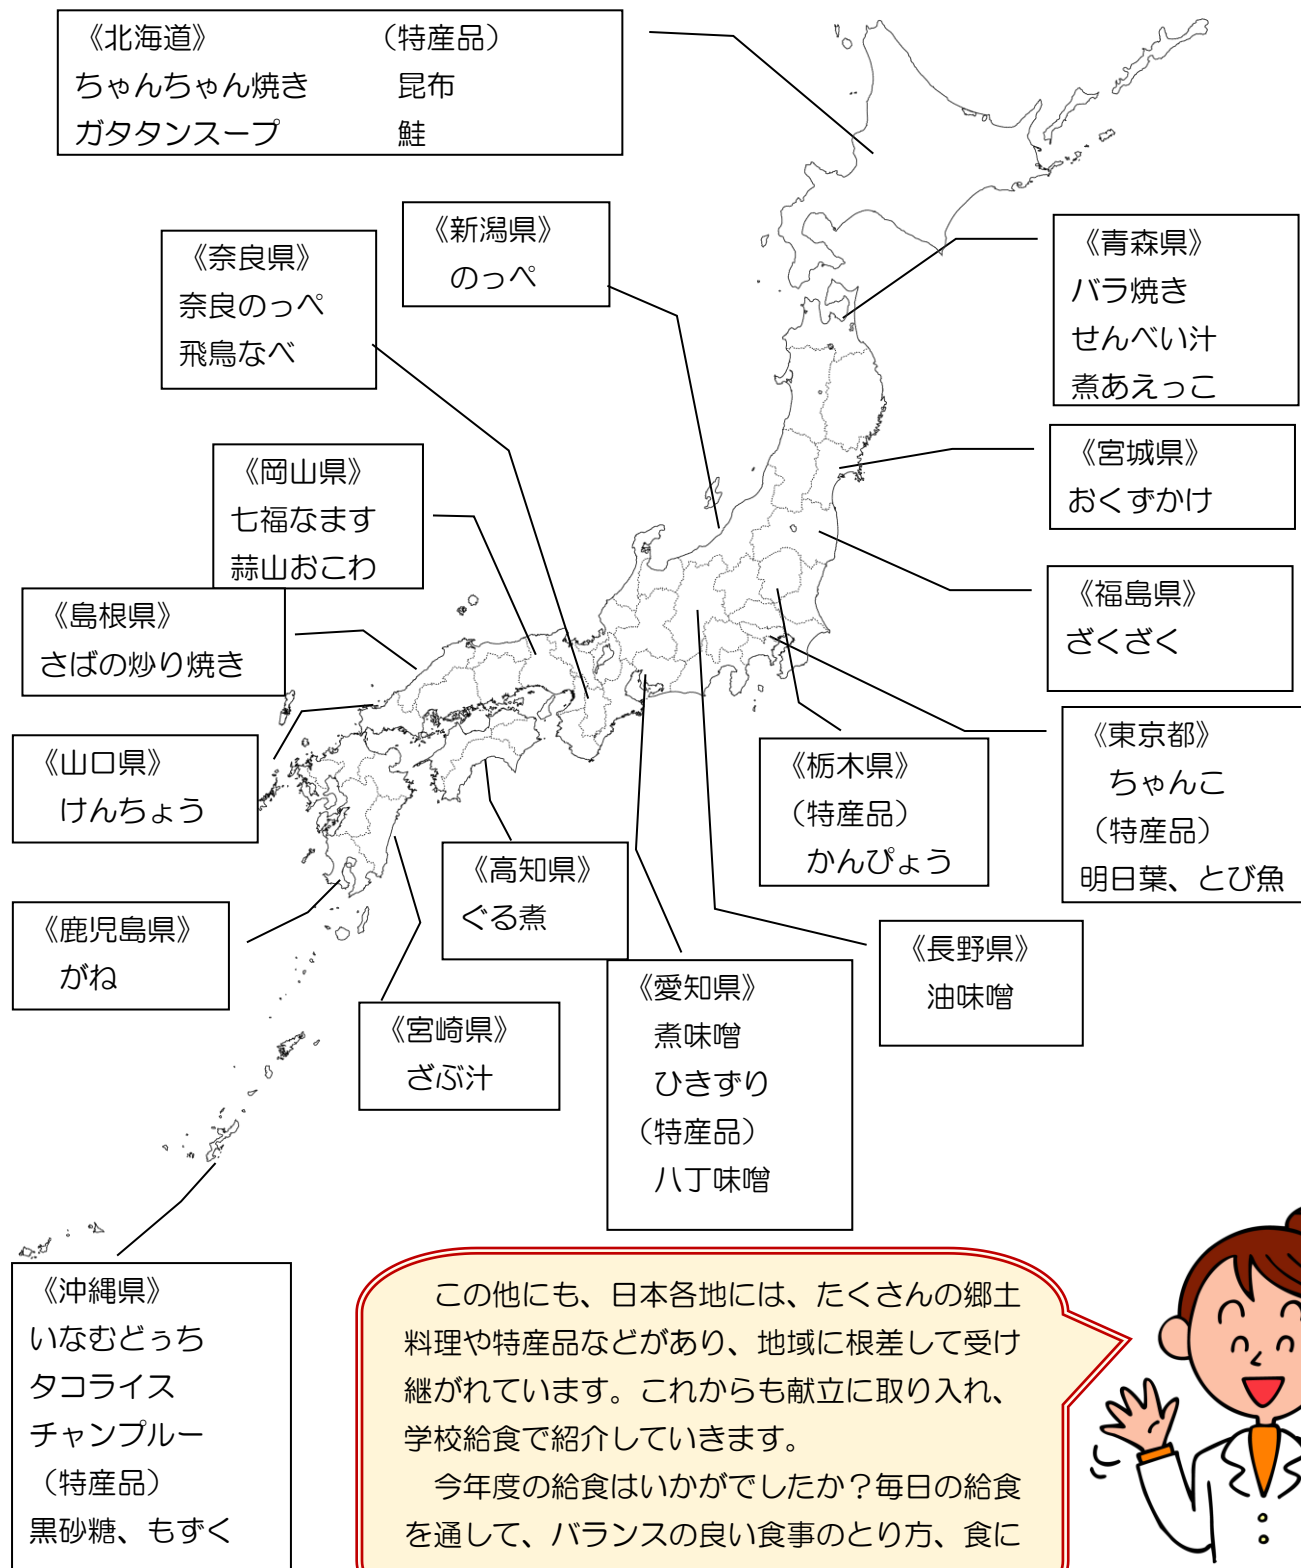 《北海道》　（特産品）
ちゃんちゃん焼き　昆布
ガタタンスープ　鮭
《新潟県》
のっぺ
《奈良県》
奈良のっぺ
飛鳥なべ
《青森県》
バラ焼き
せんべい汁
煮あえっこ
《岡山県》
七福なます
蒜山おこわ
《宮城県》
おくずかけ
《島根県》
さばの炒り焼き
《福島県》
ざくざく
《山口県》
けんちょう
《栃木県》
（特産品）
かんぴょう
《東京都》
ちゃんこ
（特産品）
明日葉、とび魚
《高知県》
ぐる煮
《鹿児島県》
がね
《長野県》
油味噌
《愛知県》
煮味噌
ひきずり
（特産品）
八丁味噌
《宮崎県》
ざぶ汁
《沖縄県》
いなむどぅち
タコライス
チャンプルー
（特産品）
黒砂糖、もずく
この他にも、日本各地には、たくさんの郷土
料理や特産品などがあり、地域に根差して受け
継がれています。これからも献立に取り入れ、
学校給食で紹介していきます。
今年度の給食はいかがでしたか？毎日の給食
を通して、バランスの良い食事のとり方、食に